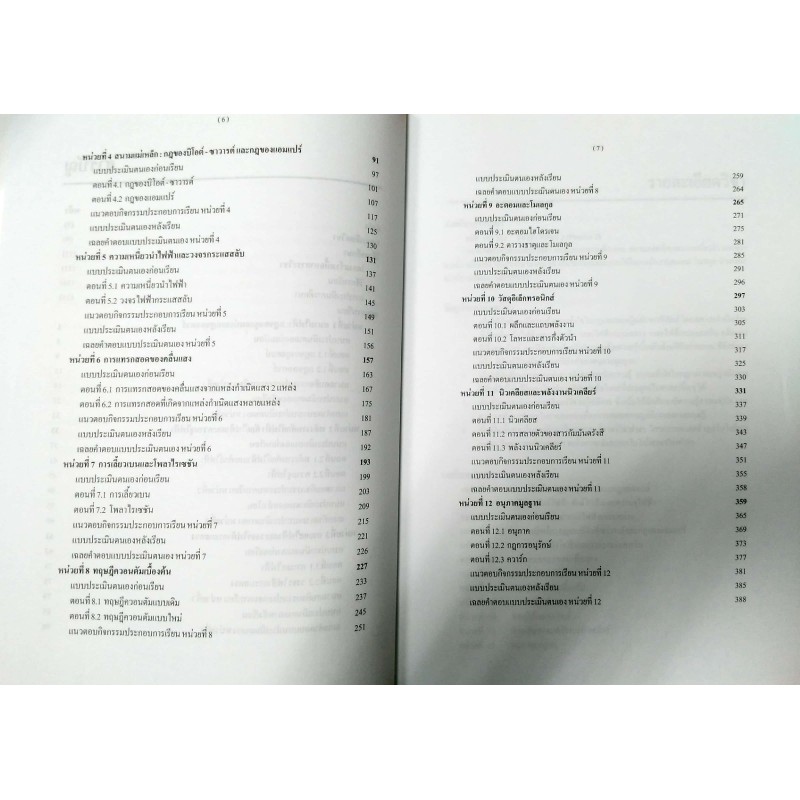 (6)
หน่วยที่ 4 สนามแม่เหล็ก : กฎของบิโอต์ - ซาวารต์ และกฎของแอมแปร์ 91
แบบประเมินตนเองก่อนเรียน 97
ตอนที่ 4.1 กฎของบิโอต์ - ซาวารต์ 101
ตอนที่ 4.2 กฎของแอมแปร์ 107
แนวตอบกิจกรรมประกอบการเรียน หน่วยที่ 4 117
แบบประเมินตนเองหลังเรียน 125
เฉลยคำตอบแบบประเมินตนเอง หน่วยที่ 4 130
หน่วยที่ 5 ความเหนี่ยวนำไฟฟ้าและวงจรกระแสสลับ 131
แบบประเมินตนเองก่อนเรียน 137
ตอนที่ 5.1 ความเหนี่ยวนำไฟฟ้า 141
ตอนที่ 5.2 วงจรไฟฟ้ากระแสสลับ 145
แนวตอบกิจกรรมประกอบการเรียน หน่วยที่ 5 149
แบบประเมินตนเองหลังเรียน 151
เฉลยคำตอบแบบประเมินตนเอง หน่วยที่ 5 156
หน่วยที่ 6 การแทรกสอดของคลื่นแสง 157
แบบประเมินตนเองก่อนเรียน 163
ตอนที่ 6.1 การแทรกสอดของคลื่นแสงจากแหล่งกำเนิดแสง 2 แหล่ง 167
ตอนที่ 6.2 การแทรกสอดที่เกิดจากแหล่งกำเนิดแสงหลายแหล่ง 175
แนวตอบกิจกรรมประกอบการเรียน หน่วยที่ 6 181
แบบประเมินตนเองหลังเรียน 187
เฉลยคำตอบแบบประเมินตนเอง หน่วยที่ 6 192
หน่วยที่ 7 การเลี้ยวเบนและโพลาไรเซชัน 193
แบบประเมินตนเองก่อนเรียน 199
ตอนที่ 7.1 การเลี้ยวเบน 203
ตอนที่ 7.2 โพลาไรเซชัน 209
แนวตอบกิจกรรมประกอบการเรียน หน่วยที่ 7 215
แบบประเมินตนเองหลังเรียน 221
เฉลยคำตอบแบบประเมินตนเอง หน่วยที่ 7 226
หน่วยที่ 8 ทฤษฎีควอนตัมเบื้องต้น 227
แบบประเมินตนเองก่อนเรียน 233
ตอนที่ 8.1 ทฤษฎีควอนตัมแบบเดิม 237
ตอนที่ 8.2 ทฤษฎีควอนตัมแบบใหม่ 245
แนวตอบกิจกรรมประกอบการเรียน หน่วยที่ 8 251
(7)
แบบประเมินตนเองหลังเรียน 259
เฉลยคำตอบแบบประเมินตนเอง หน่วยที่ 8 264
หน่วยที่ 9 อะตอมและโมเลกุล 265
แบบประเมินตนเองก่อนเรียน 271
ตอนที่ 9.1 อะตอมไฮโดรเจน 275
ตอนที่ 9.2 ตารางธาตุและโมเลกุล 281
แนวตอบกิจกรรมประกอบการเรียน หน่วยที่ 9 285
แบบประเมินตนเองหลังเรียน 291
เฉลยคำตอบแบบประเมินตนเอง หน่วยที่ 9 296
หน่วยที่ 10 วัสดุอิเล็กทรอนิกส์ 297
แบบประเมินตนเองก่อนเรียน 303
ตอนที่ 10.1 ผลึกและแถบพลังงาน 305
ตอนที่ 10.2 โลหะและสารกึ่งตัวนำ 311
แนวตอบกิจกรรมประกอบการเรียน หน่วยที่ 10 317
แบบประเมินตนเองหลังเรียน 325
เฉลยคำตอบแบบประเมินตนเอง หน่วยที่ 10 330
หน่วยที่ 11 นิวเคลียสและพลังงานนิวเคลียร์ 331
แบบประเมินตนเองก่อนเรียน 337
ตอนที่ 11.1 นิวเคลียส 339
ตอนที่ 11.2 การสลายตัวของสารกัมมันตรังสี 343
ตอนที่ 11.3 พลังงานนิวเคลียร์ 347
แนวตอบกิจกรรมประกอบการเรียน หน่วยที่ 11 351
แบบประเมินตนเองหลังเรียน 355
เฉลยคำตอบแบบประเมินตนเอง หน่วยที่ 11 358
หน่วยที่ 12 อนุภาคมูลฐาน 359
แบบประเมินตนเองก่อนเรียน 365
ตอนที่ 12.1 อนุภาค 369
ตอนที่ 12.2 กฎการอนุรักษ์ 373
ตอนที่ 12.3 ควาร์ก 377
แนวตอบกิจกรรมประกอบการเรียน หน่วยที่ 12 381
แบบประเมินตนเองหลังเรียน 385
เฉลยคำตอบแบบประเมินตนเอง หน่วยที่ 12 388